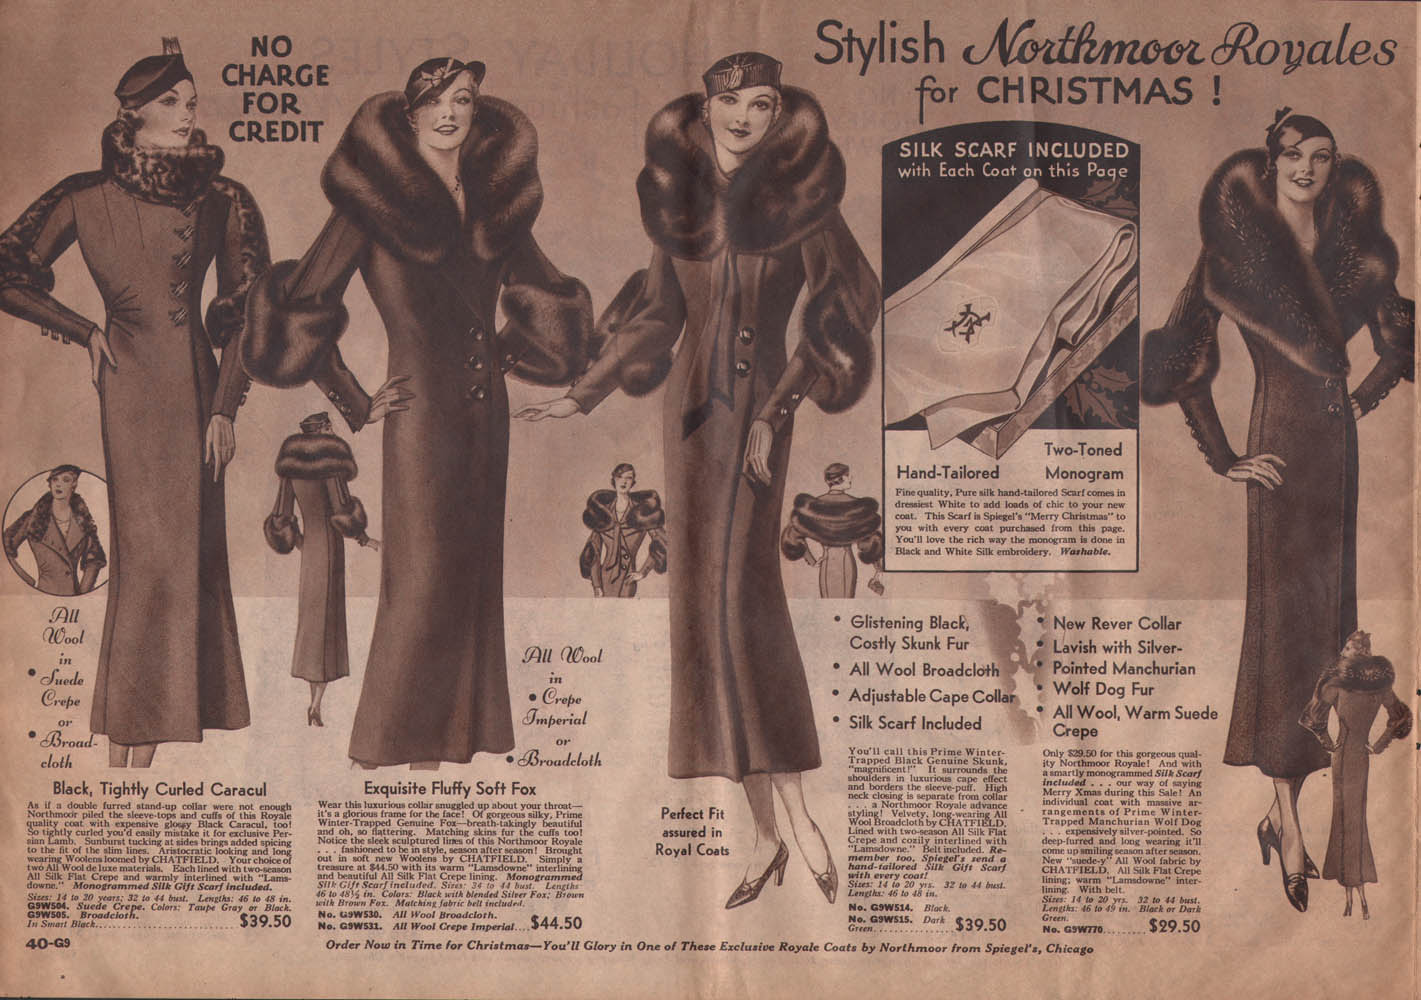 NO
CHARGE
FOR
CREDIT
Stylish Northmoor Royales
for CHRISTMAS !
SILK SCARF INCLUDED
with Each Coat on this Page
Hand-Tailored
Two-Toned
Monogram
Fine quality, Pure silk hand-tailored Scarf comes in
dressiest White to add loads of chic to your new
coat. This Scarf is Spiegel's "Merry Christmas" to
you with every coat purchased from this page.
You'll love the rich way the monogram is done in
Black and White Silk embroidery. Washable.
All
Wool
in
• Suede
Crepe
or
• Broad-
cloth
Black, Tightly Curled Caracul
As if a double furred stand-up collar were not enough
Northmoor piled the sleeve-tops and cuffs of this Royale
quality coat with expensive glossy Black Caracul, too!
So tightly curled you'd easily mistake it for exclusive Per-
sian Lamb. Sunburst tucking at sides brings added spicing
to the fit of the slim lines. Aristocratic looking and long
wearing Woolens loomed by CHATFIELD. Your choice of
two All Wool de luxe materials. Each lined with two-season
All Silk Flat Crepe and warmly interlined with "Lams-
downe." Monogrammed Silk Gift Scarf included.
Sizes: 14 to 20 years; 32 to 44 bust. Lengths: 46 to 48 in.
G9W504. Suede Crepe. Colors: Taupe Gray or Black.
G9W505. Broadcloth.
In Smart Black............................ $39.50
All Wool
in
• Crepe
Imperial
or
• Broadcloth
Exquisite Fluffy Soft Fox
Wear this luxurious collar snuggled up about your throat—
it's a glorious frame for the face! Of gorgeous silky, Prime
Winter-Trapped Genuine Fox—breath-takingly beautiful
and oh, so flattering. Matching skins fur the cuffs too!
Notice the sleek sculptured lines of this Northmoor Royale
. . . fashioned to be in style, season after season! Brought
out in soft new Woolens by CHATFIELD. Simply a
treasure at $44.50 with its warm "Lamsdowne" interlining
and beautiful All Silk Flat Crepe lining. Monogrammed
Silk Gift Scarf included. Sizes: 34 to 44 bust. Lengths
46 to 48½ in. Colors: Black with blended Silver Fox; Brown
with Brown Fox. Matching fabric belt included.
No. G9W530. All Wool Broadcloth.
No. G9W531. All Wool Crepe Imperial.... $44.50
Perfect Fit
assured in
Royal Coats
• Glistening Black,
Costly Skunk Fur
• All Wool Broadcloth
• Adjustable Cape Collar
• Silk Scarf Included
You'll call this Prime Winter-
Trapped Black Genuine Skunk,
"magnificent!" It surrounds the
shoulders in luxurious cape effect
and borders the sleeve-puff. High
neck closing is separate from collar
. . . a Northmoor Royale advance
styling! Velvety, long-wearing All
Wool Broadcloth by CHATFIELD.
Lined with two-season All Silk Flat
Crepe and cozily interlined with
"Lamsdowne." Belt included. Re-
member too, Spiegel's send a
hand-tailored Silk Gift Scarf
with every coat!
Sizes: 14 to 20 yrs. 32 to 44 bust.
Lengths: 46 to 48 in.
No. G9W514. Black.
No. G9W515. Dark
Green................ $39.50
• New Rever Collar
• Lavish with Silver-
• Pointed Manchurian
• Wolf Dog Fur
• All Wool, Warm Suede
Crepe
Only $29.50 for this gorgeous qual-
ity Northmoor Royale! And with
a smartly monogrammed Silk Scarf
included . . . our way of saying
Merry Xmas during this Sale! An
individual coat with massive ar-
rangements of Prime Winter-
Trapped Manchurian Wolf Dog
. . . expensively silver-pointed. So
deep-furred and long wearing it'll
come up smiling season after season.
New "suede-y" All Wool fabric by
CHATFIELD, All Silk Flat Crepe
lining; warm "Lamsdowne" inter-
lining. With belt.
Sizes: 14 to 20 yrs. 32 to 44 bust.
Lengths: 46 to 49 in. Black or Dark
Green.
No. G9W770......... $29.50
40-G9
Order Now in Time for Christmas—You'll Glory in One of These Exclusive Royale Coats by Northmoor from Spiegel's, Chicago